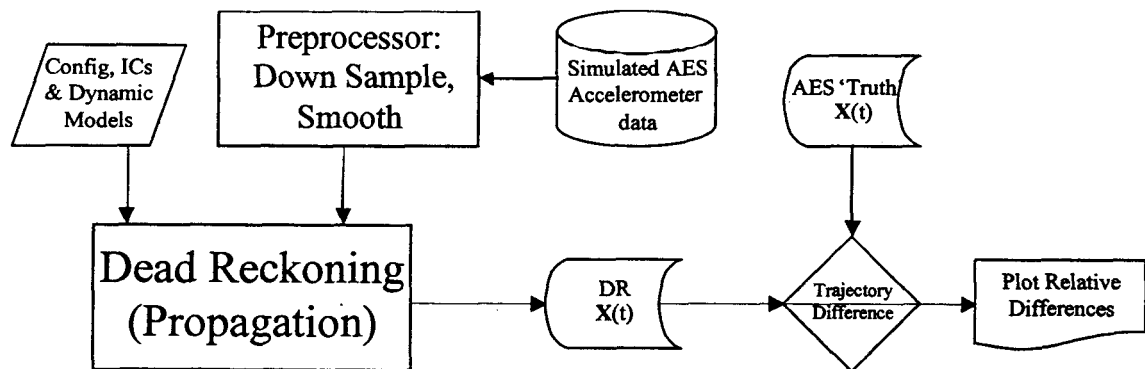 Config, ICs
& Dynamic
Models
Preprocessor:
Down Sample,
Smooth
Simulated AES
Accelerometer
data
AES ‘Truth’
X(t)
Dead Reckoning
(Propagation)
DR
X(t)
Trajectory
Difference
Plot Relative
Differences